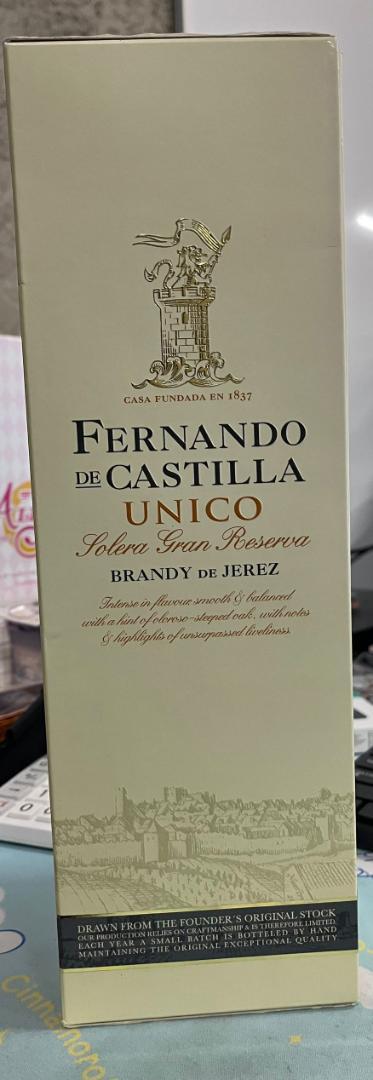 CASA FUNDADA EN 1837
FERNANDO
DE CASTILLA
UNICO
Solera Gran Reserva
BRANDY DE JEREZ
Intense in flavour, smooth & balanced
with a hint of oloroso-steeped oak, with notes
& highlights of unsurpassed liveliness
DRAWN FROM THE FOUNDER'S ORIGINAL STOCK
OUR PRODUCTION RELIES ON CRAFTMANSHIP & IS THEREFORE LIMITED.
EACH YEAR A SMALL BATCH IS BOTTLED BY HAND
MAINTAINING THE ORIGINAL EXCEPTIONAL QUALITY